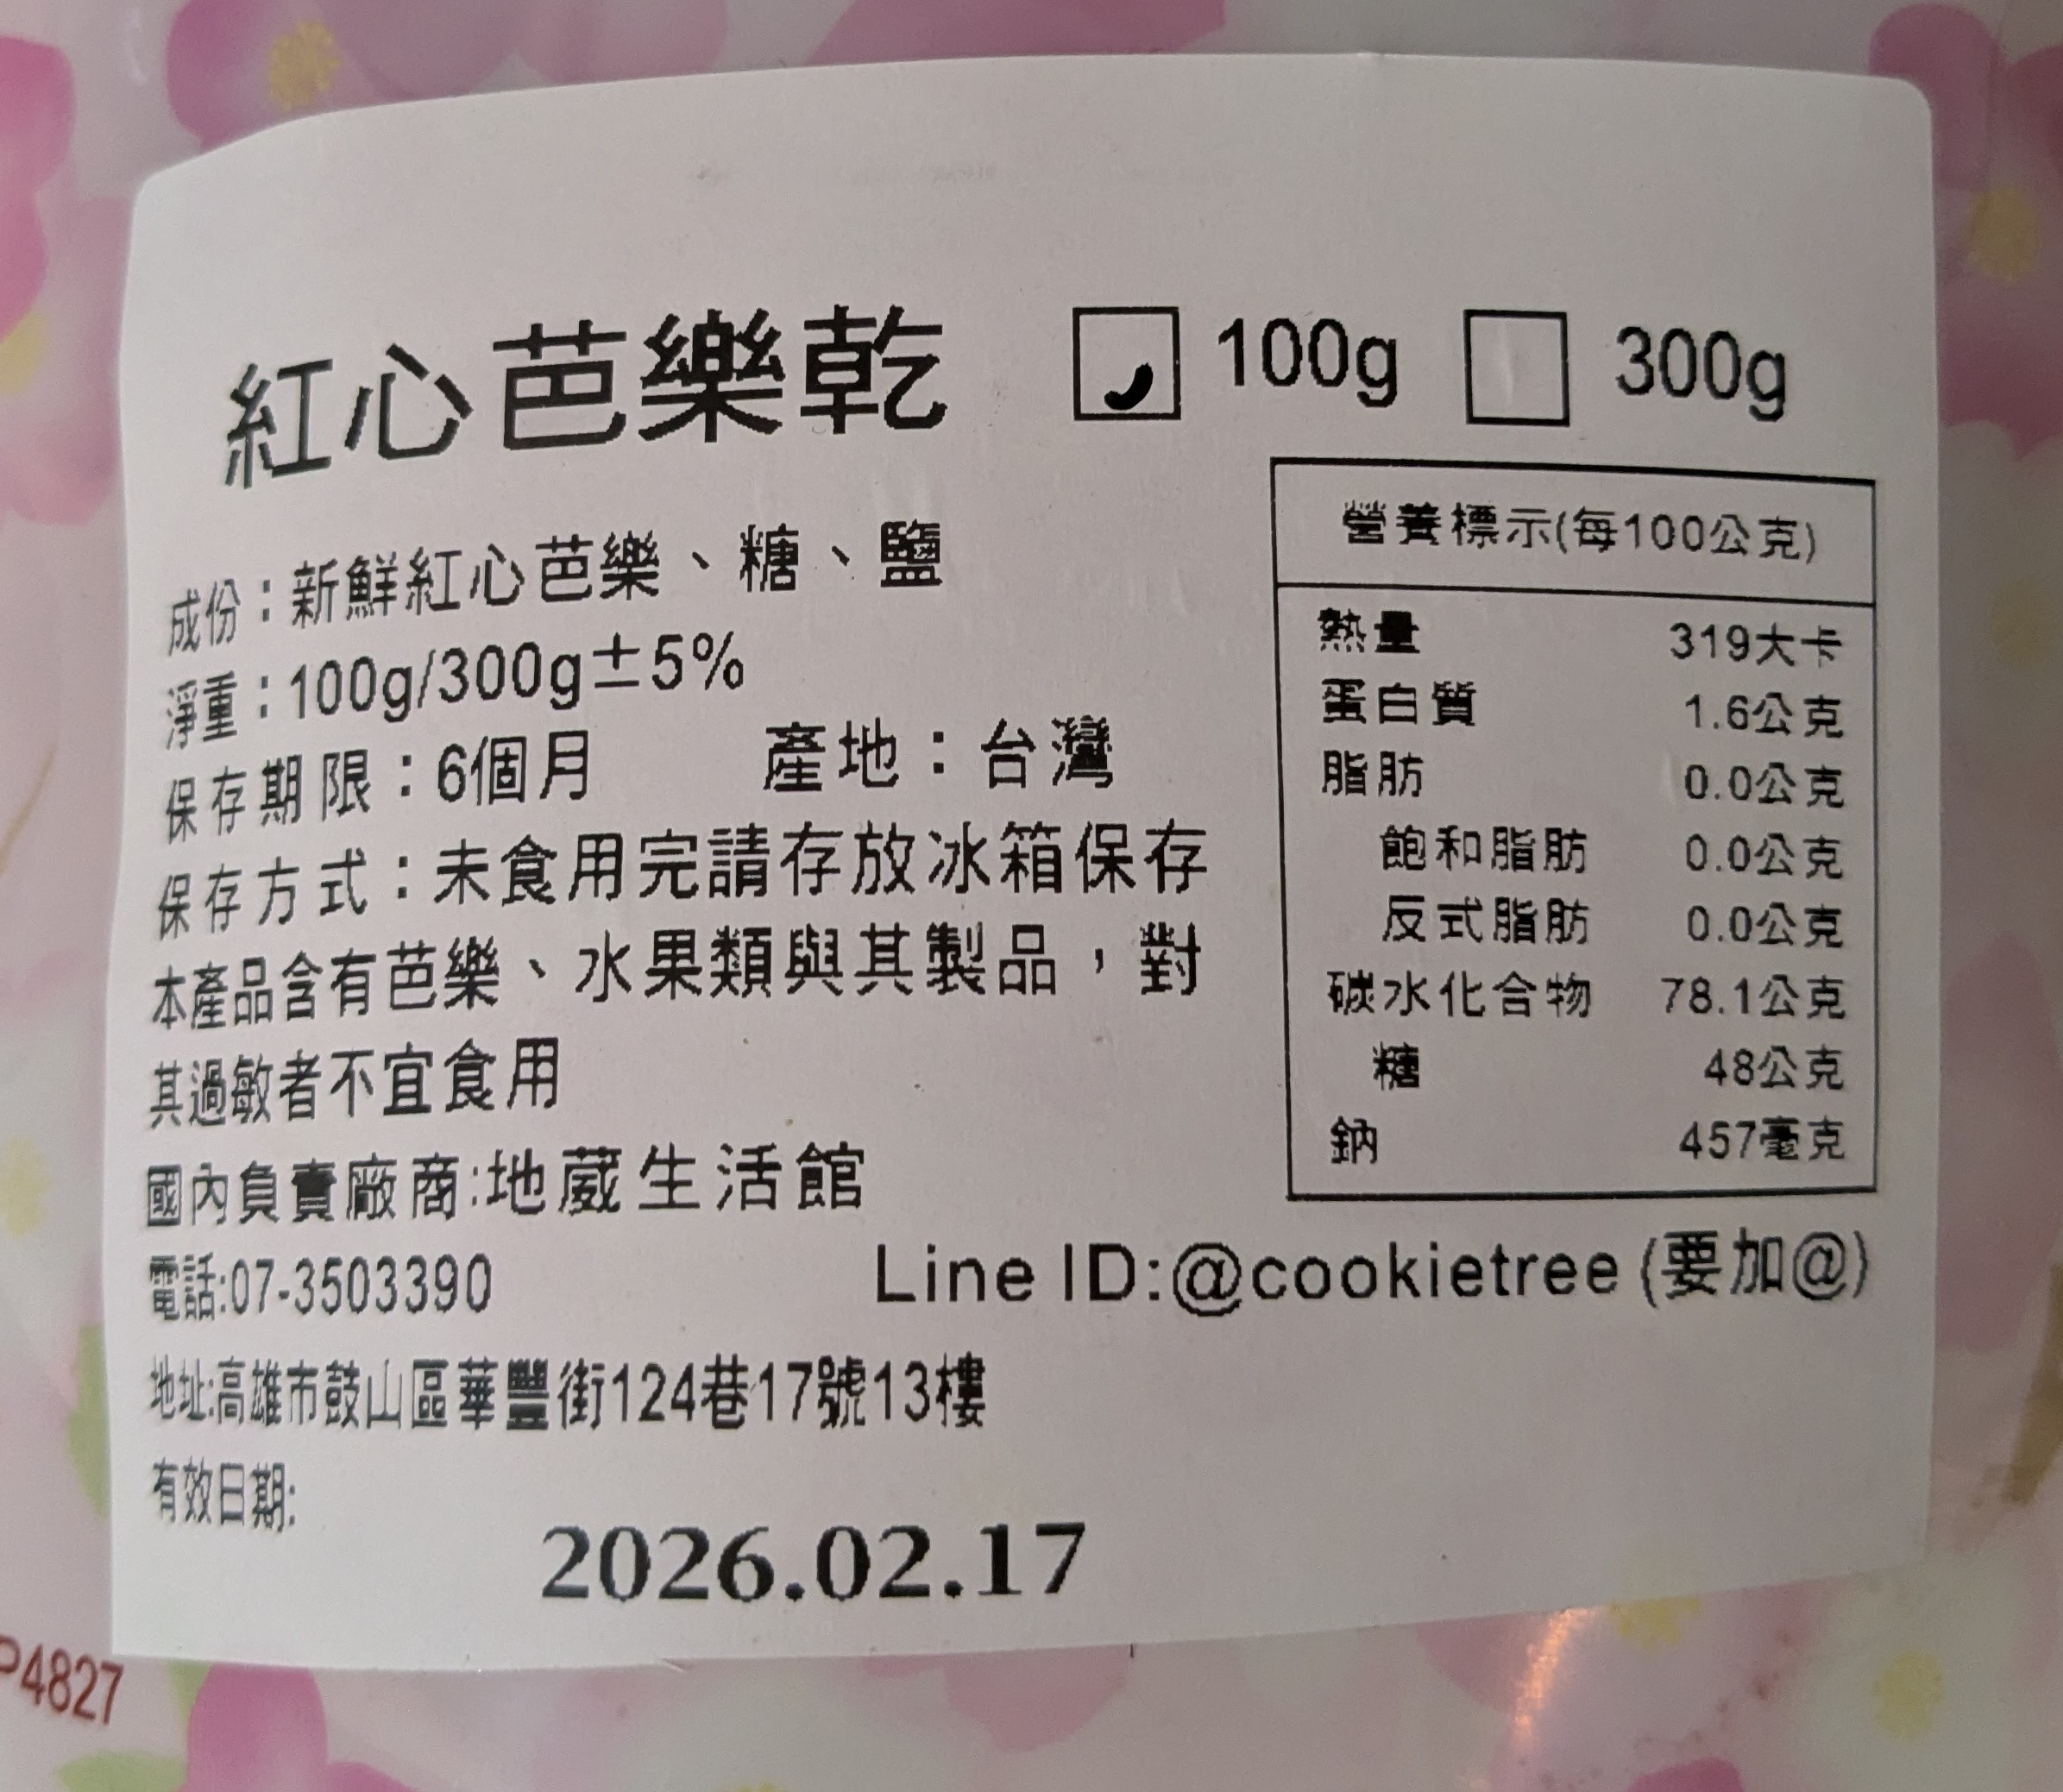 紅心芭樂乾 100g 300g
成份：新鮮紅心芭樂、糖、鹽
淨重：100g/300g±5%
保存期限：6個月 產地：台灣
保存方式：未食用完請存放冰箱保存
本產品含有芭樂、水果類與其製品，對
其過敏者不宜食用
國內負責廠商:地葳生活館
電話:07-3503390 Line ID:@cookietree (要加@)
地址:高雄市鼓山區華豐街124巷17號13樓
有效日期:
2026.02.17
營養標示(每100公克)
熱量 319大卡
蛋白質 1.6公克
脂肪 0.0公克
飽和脂肪 0.0公克
反式脂肪 0.0公克
碳水化合物 78.1公克
糖 48公克
鈉 457毫克
P4827